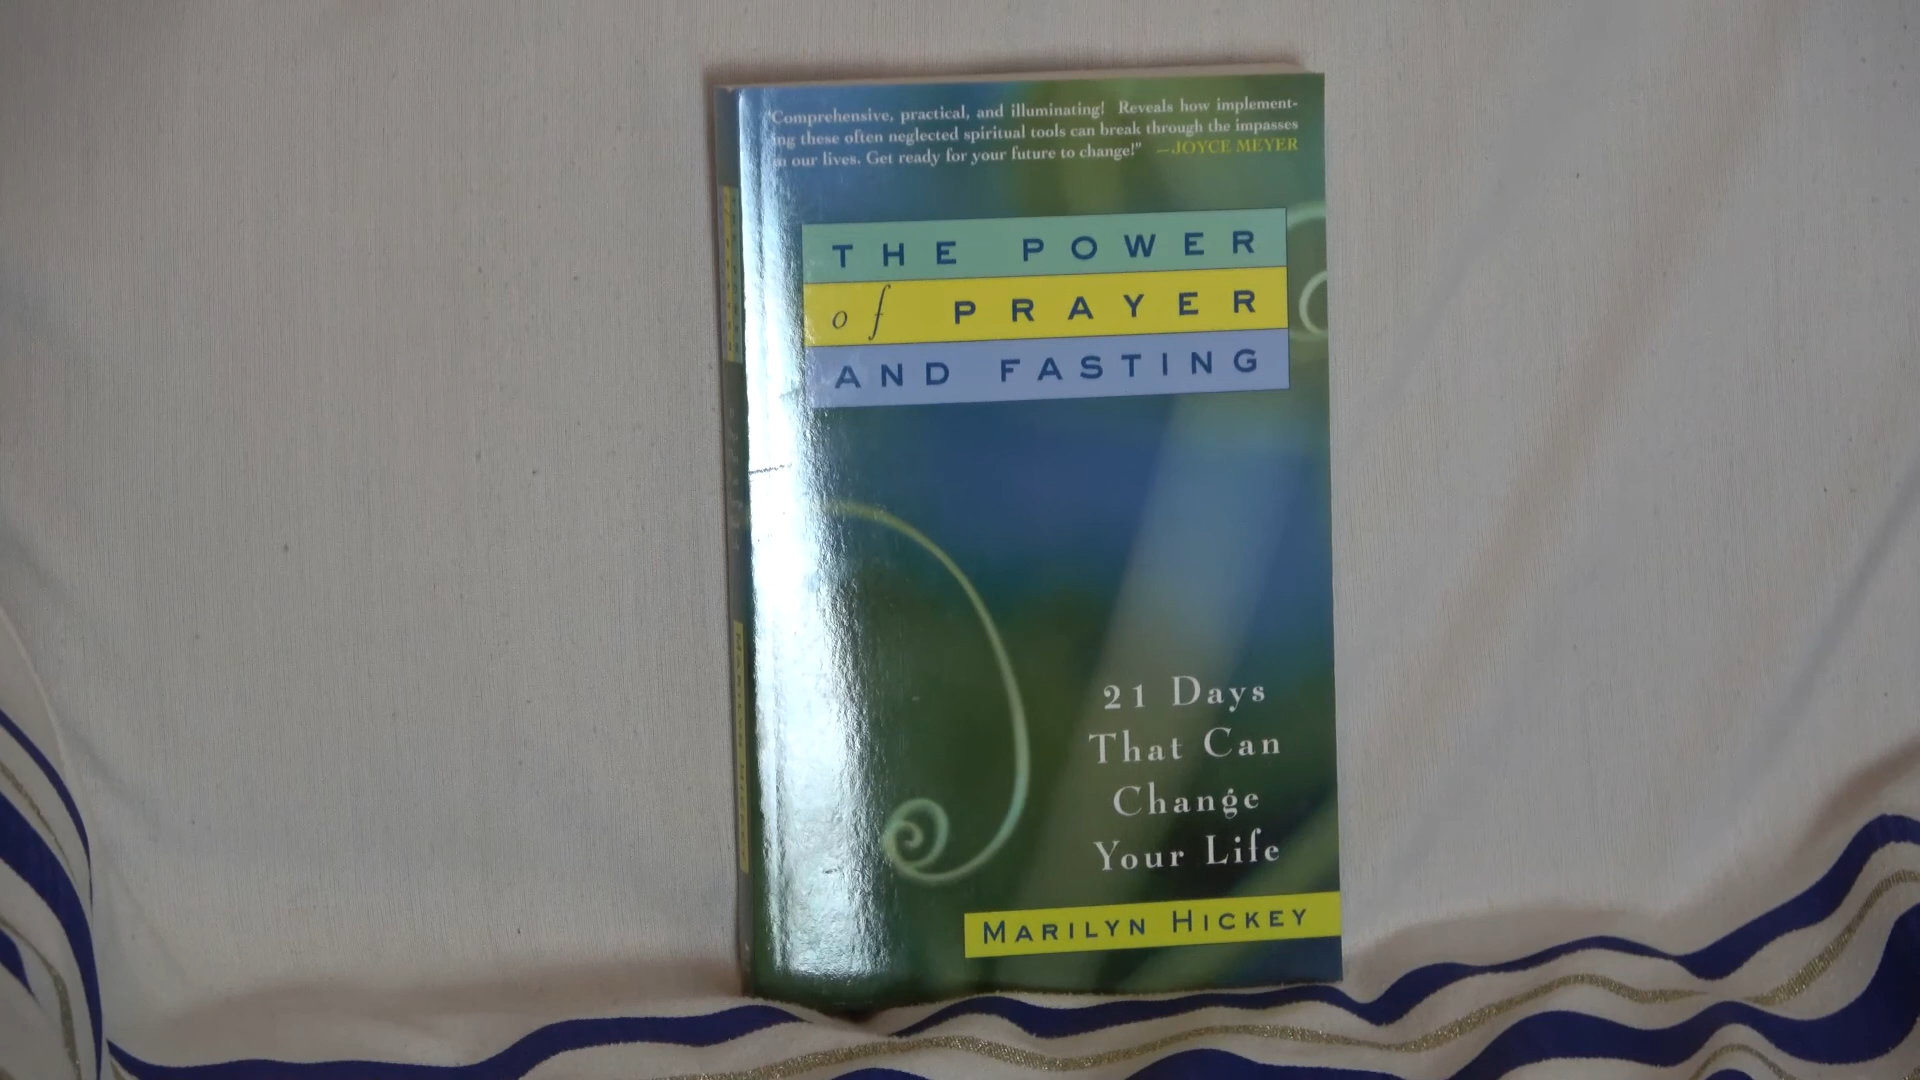 "Comprehensive, practical, and illuminating! Reveals how implement-
ing these often neglected spiritual tools can break through the impasses
in our lives. Get ready for your future to change!" —JOYCE MEYER
THE POWER
of PRAYER
AND FASTING
21 Days
That Can
Change
Your Life
MARILYN HICKEY
MARILYN HICKEY